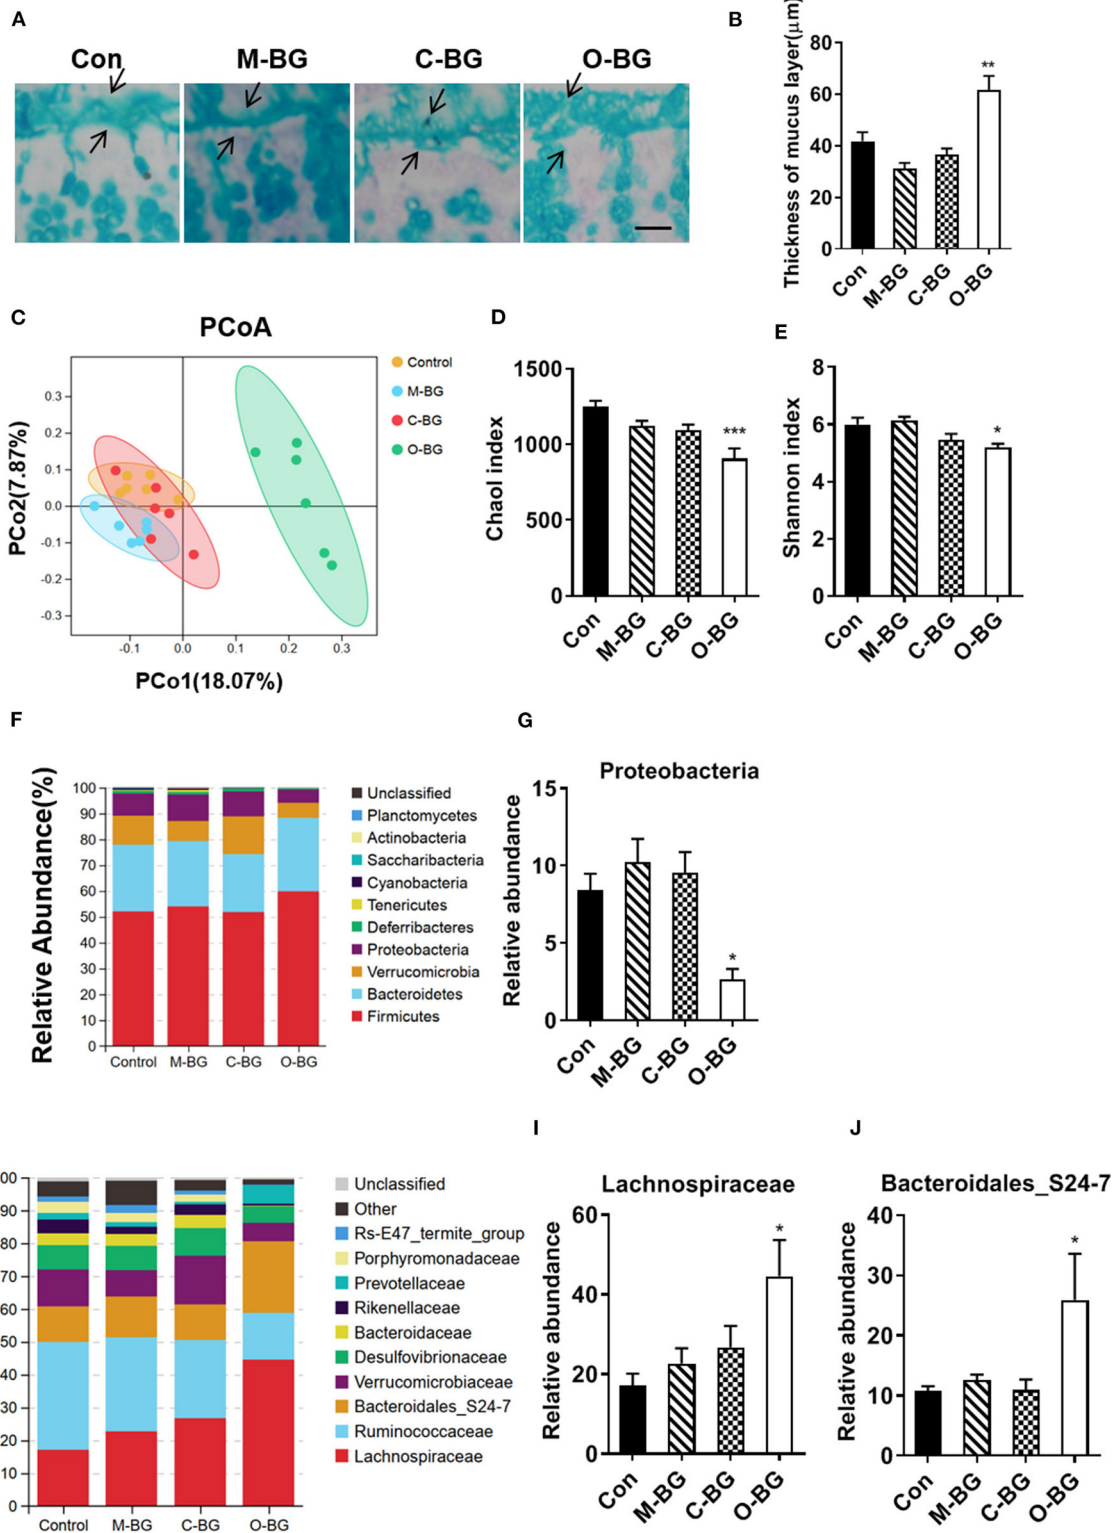 A
Con
M-BG
C-BG
O-BG
B
Thickness of mucus layer(μm)
80
60
40
20
0
**
Con
M-BG
C-BG
O-BG
C
PCoA
PCo2(7.87%)
0.3
0.2
0.1
0.0
-0.1
-0.2
-0.3
-0.1
0.0
0.1
0.2
0.3
PCo1(18.07%)
Control
M-BG
C-BG
O-BG
D
Chaol index
1500
1000
500
0
***
Con
M-BG
C-BG
O-BG
E
Shannon index
8
6
4
2
0
*
Con
M-BG
C-BG
O-BG
F
Relative Abundance(%)
100
90
80
70
60
50
40
30
20
10
0
Control
M-BG
C-BG
O-BG
Unclassified
Planctomycetes
Actinobacteria
Saccharibacteria
Cyanobacteria
Tenericutes
Deferribacteres
Proteobacteria
Verrucomicrobia
Bacteroidetes
Firmicutes
G
Proteobacteria
Relative abundance
15
10
5
0
*
Con
M-BG
C-BG
O-BG
00
90
80
70
60
50
40
30
20
10
0
Control
M-BG
C-BG
O-BG
Unclassified
Other
Rs-E47_termite_group
Porphyromonadaceae
Prevotellaceae
Rikenellaceae
Bacteroidaceae
Desulfovibrionaceae
Verrucomicrobiaceae
Bacteroidales_S24-7
Ruminococcaceae
Lachnospiraceae
I
Lachnospiraceae
Relative abundance
60
40
20
0
*
Con
M-BG
C-BG
O-BG
J
Bacteroidales_S24-7
Relative abundance
40
30
20
10
0
*
Con
M-BG
C-BG
O-BG